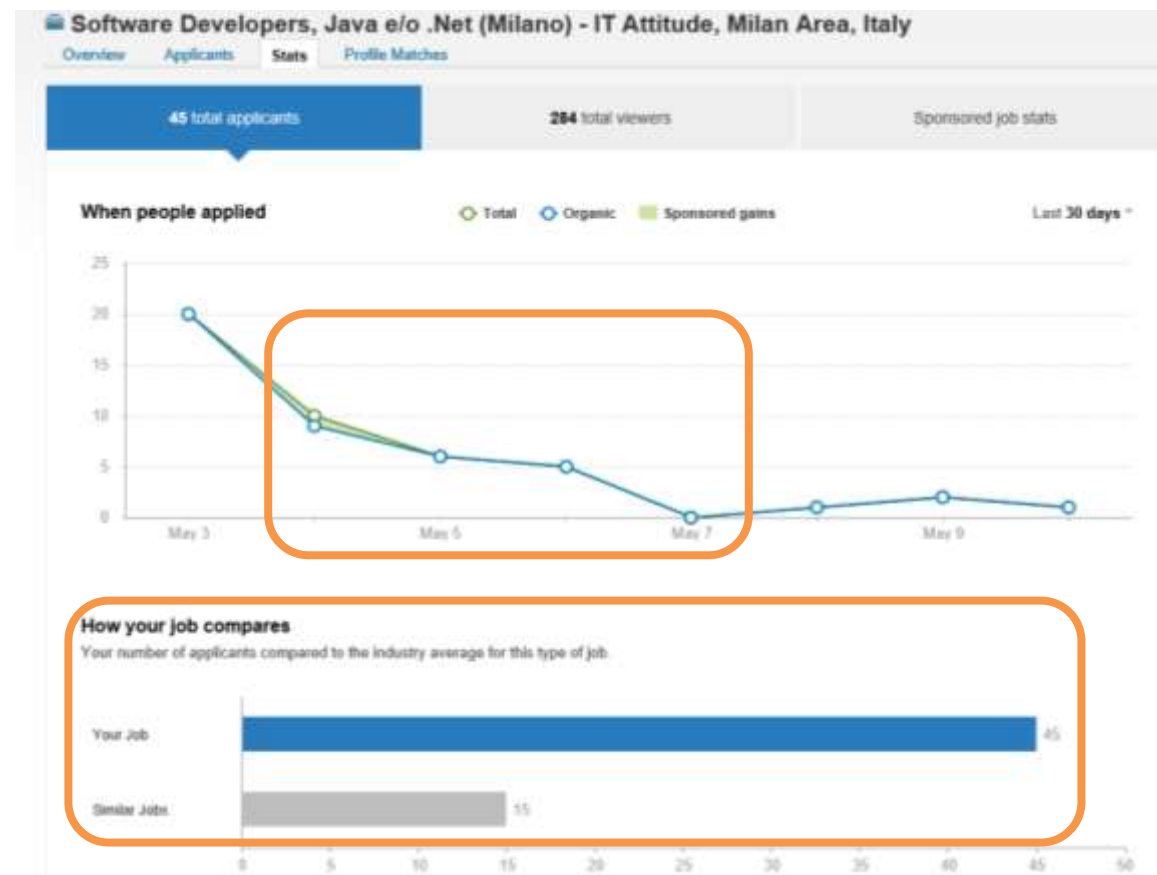 Software Developers, Java e/o .Net (Milano) - IT Attitude, Milan Area, Italy
Overview Applicants Stats Profile Matches
45 total applicants 284 total viewers Sponsored job stats
When people applied Total Organic Sponsored gains Last 30 days
25
20
15
10
5
0
May 3 May 5 May 7 May 9
How your job compares
Your number of applicants compared to the industry average for this type of job.
Your Job 45
Similar Jobs 15
0 5 10 15 20 25 30 35 40 45 50